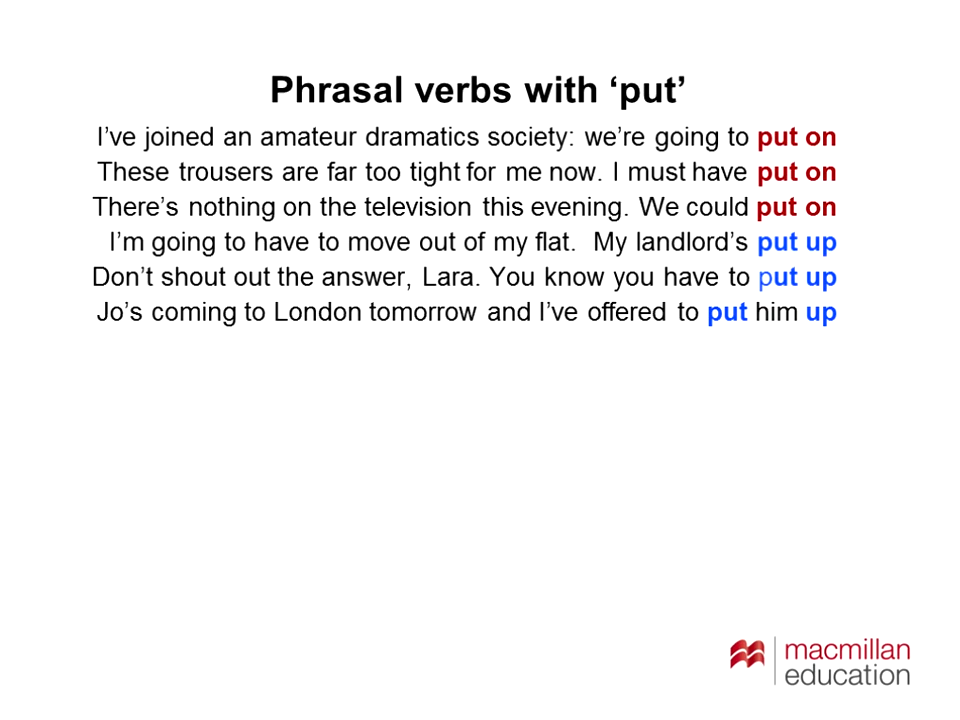 Phrasal verbs with ‘put’
I’ve joined an amateur dramatics society: we’re going to put on
These trousers are far too tight for me now. I must have put on
There’s nothing on the television this evening. We could put on
I’m going to have to move out of my flat.  My landlord’s put up
Don’t shout out the answer, Lara. You know you have to put up
Jo’s coming to London tomorrow and I’ve offered to put him up
macmillan
education